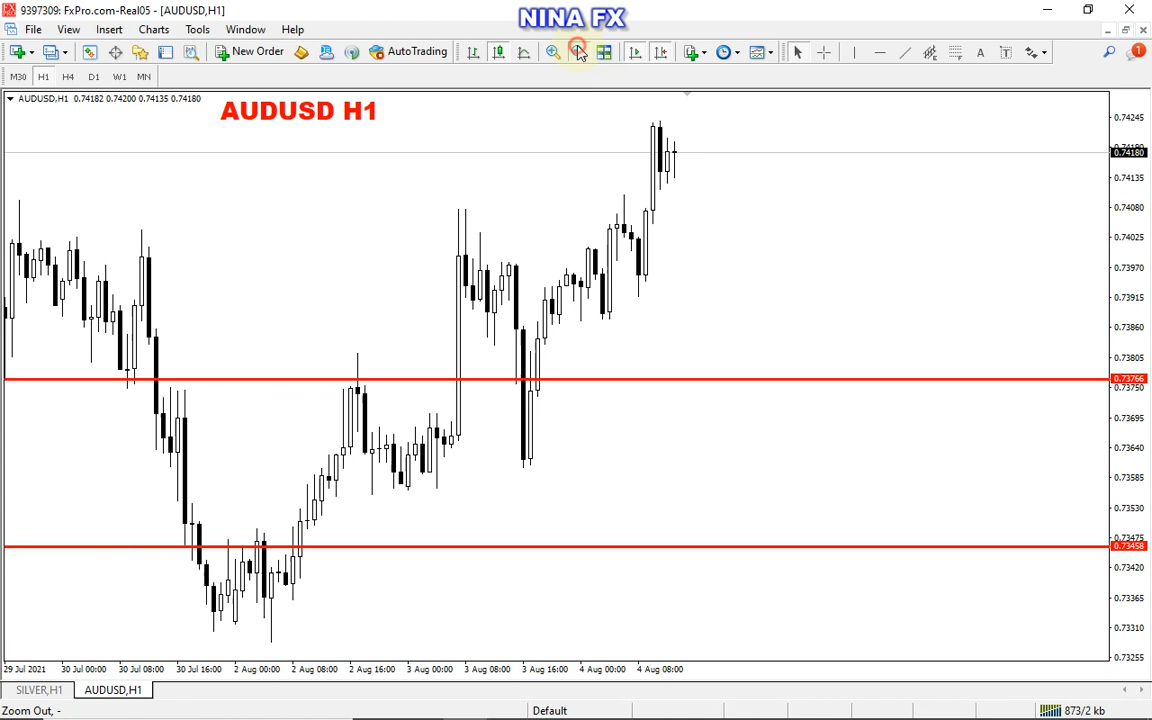 9397309: FxPro.com-Real05 - [AUDUSD,H1]
NINA FX
File View Insert Charts Tools Window Help
New Order AutoTrading
M30 H1 H4 D1 W1 MN
AUDUSD,H1 0.74182 0.74200 0.74135 0.74180
AUDUSD H1
0.74245
0.74180
0.74135
0.74080
0.74025
0.73970
0.73915
0.73860
0.73805
0.73766
0.73750
0.73695
0.73640
0.73585
0.73530
0.73475
0.73458
0.73420
0.73365
0.73310
0.73255
29 Jul 2021 30 Jul 00:00 30 Jul 08:00 30 Jul 16:00 2 Aug 00:00 2 Aug 08:00 2 Aug 16:00 3 Aug 00:00 3 Aug 08:00 3 Aug 16:00 4 Aug 00:00 4 Aug 08:00
SILVER,H1 AUDUSD,H1
Zoom Out, - Default 873/2 kb